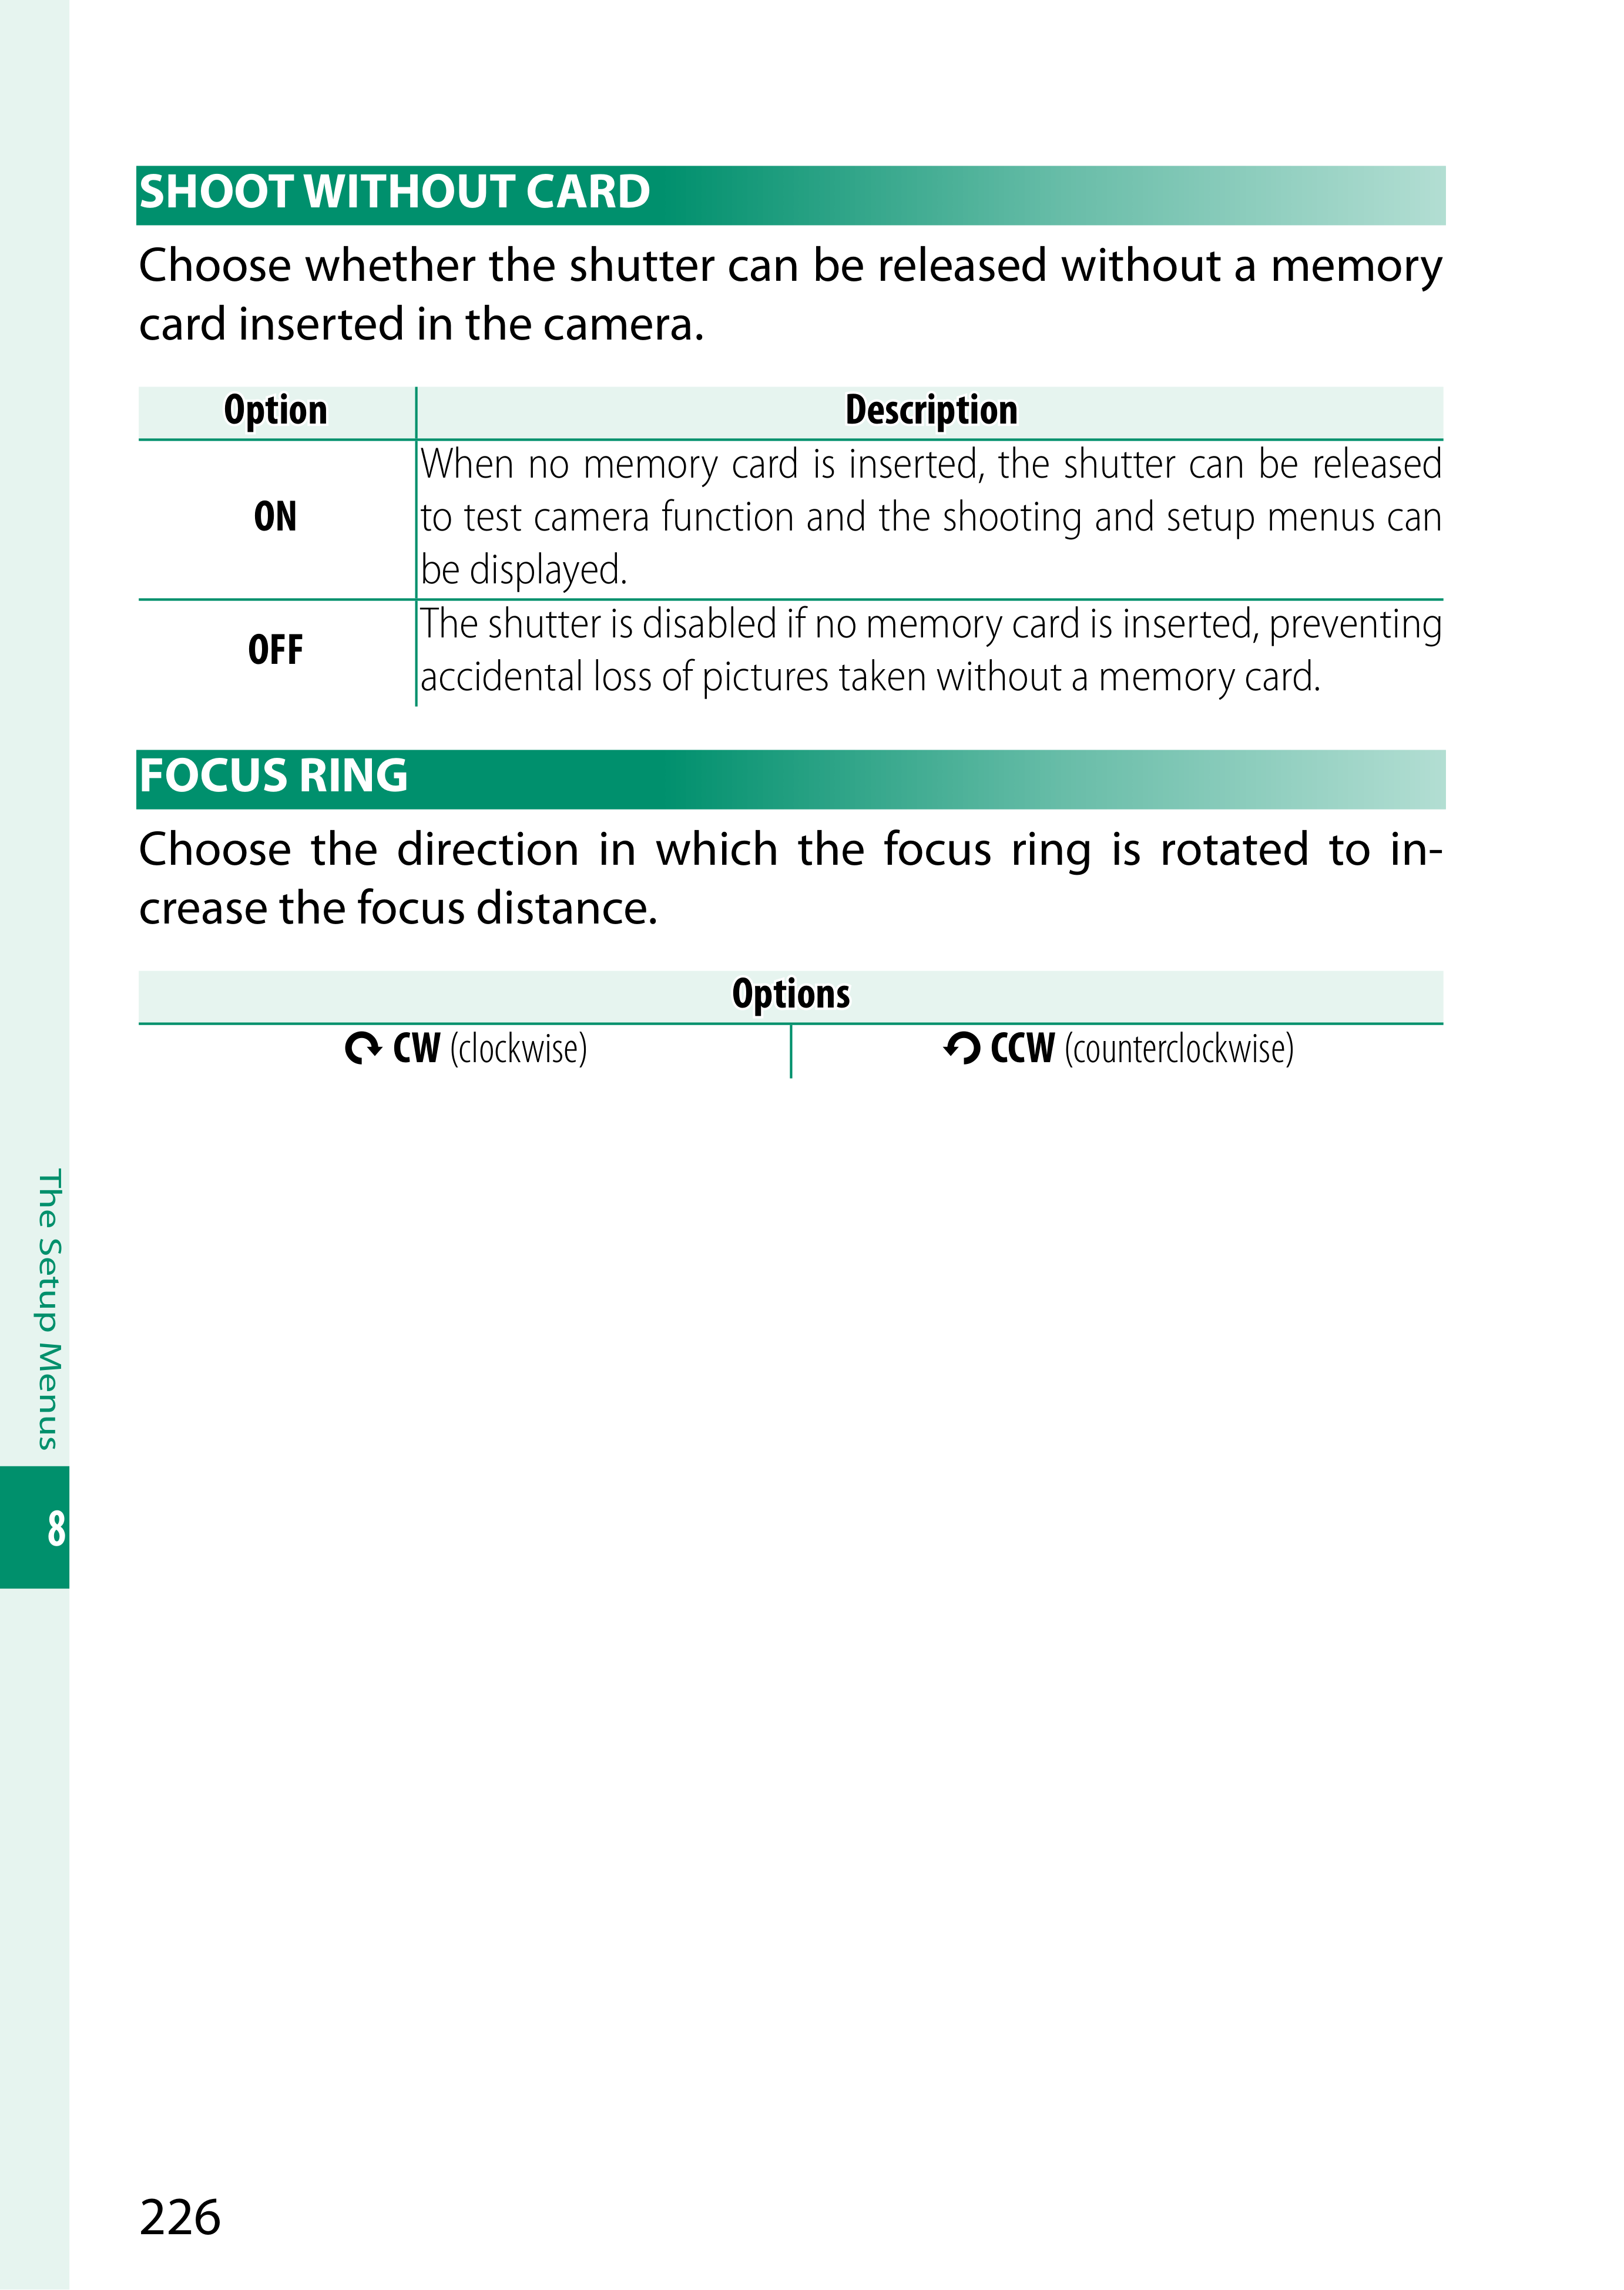 SHOOT WITHOUT CARD
Choose whether the shutter can be released without a memory
card inserted in the camera.
Option Description
ON
When no memory card is inserted, the shutter can be released
to test camera function and the shooting and setup menus can
be displayed.
OFF
The shutter is disabled if no memory card is inserted, preventing
accidental loss of pictures taken without a memory card.
FOCUS RING
Choose the direction in which the focus ring is rotated to in-
crease the focus distance.
Options
CW (clockwise) CCW (counterclockwise)
The Setup Menus
8
226